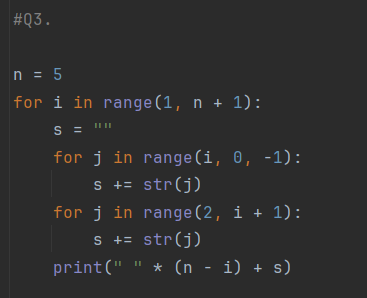 #Q3.
n = 5
for i in range(1, n + 1):
    s = ""
    for j in range(i, 0, -1):
        s += str(j)
    for j in range(2, i + 1):
        s += str(j)
    print(" " * (n - i) + s)